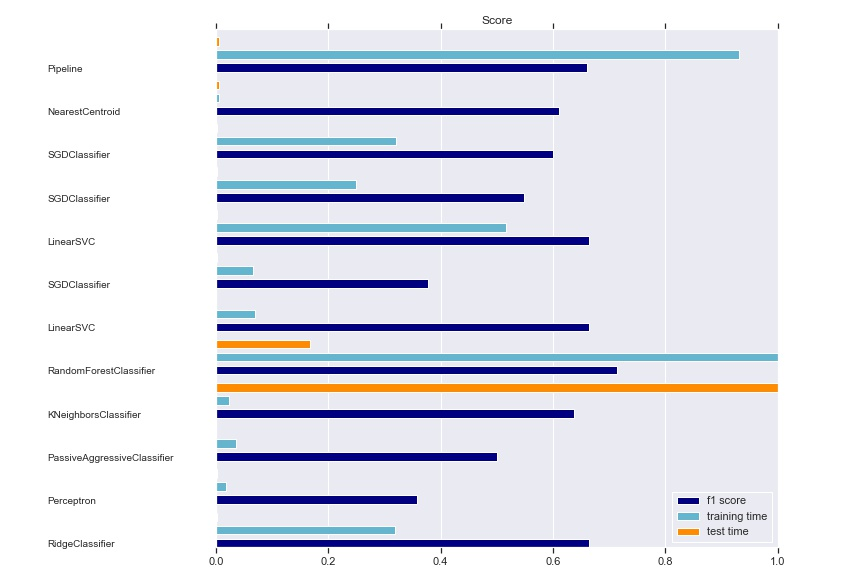 Score
Pipeline
NearestCentroid
SGDClassifier
SGDClassifier
LinearSVC
SGDClassifier
LinearSVC
RandomForestClassifier
KNeighborsClassifier
PassiveAggressiveClassifier
Perceptron
RidgeClassifier
f1 score
training time
test time
0.0 0.2 0.4 0.6 0.8 1.0